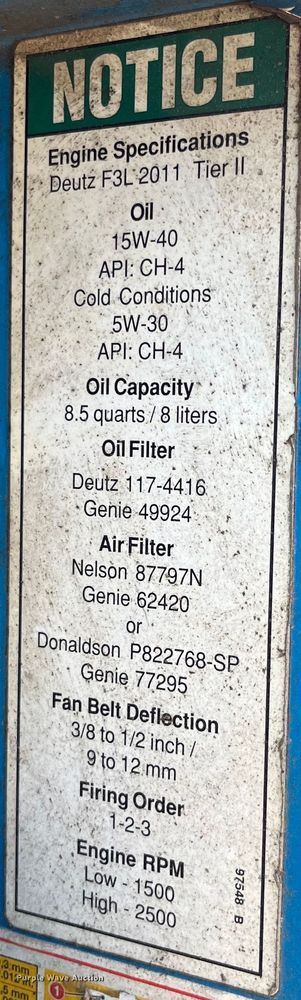 NOTICE
Engine Specifications
Deutz F3L 2011 Tier II
Oil
15W-40
API: CH-4
Cold Conditions
5W-30
API: CH-4
Oil Capacity
8.5 quarts / 8 liters
Oil Filter
Deutz 117-4416
Genie 49924
Air Filter
Nelson 87797N
Genie 62420
or
Donaldson P822768-SP
Genie 77295
Fan Belt Deflection
3/8 to 1/2 inch /
9 to 12 mm
Firing Order
1-2-3
Engine RPM
Low - 1500
High - 2500
97548 B
Purple Wave Auction
.5 mm
1